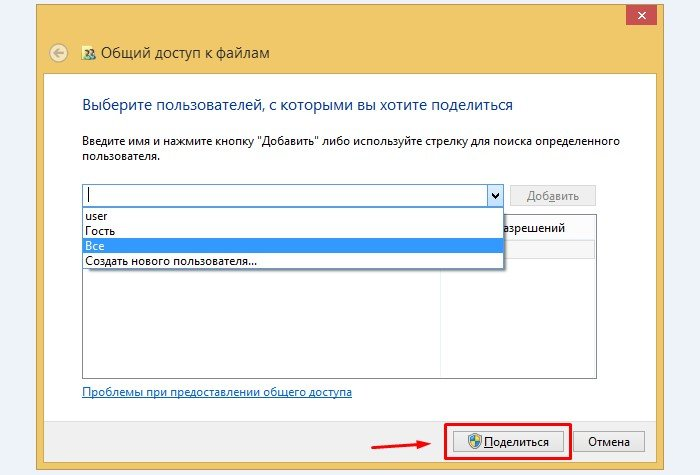 Общий доступ к файлам
Выберите пользователей, с которыми вы хотите поделиться
Введите имя и нажмите кнопку "Добавить" либо используйте стрелку для поиска определенного
пользователя.
Добавить
user
Гость
Все
Создать нового пользователя...
азрешений
Проблемы при предоставлении общего доступа
Поделиться
Отмена